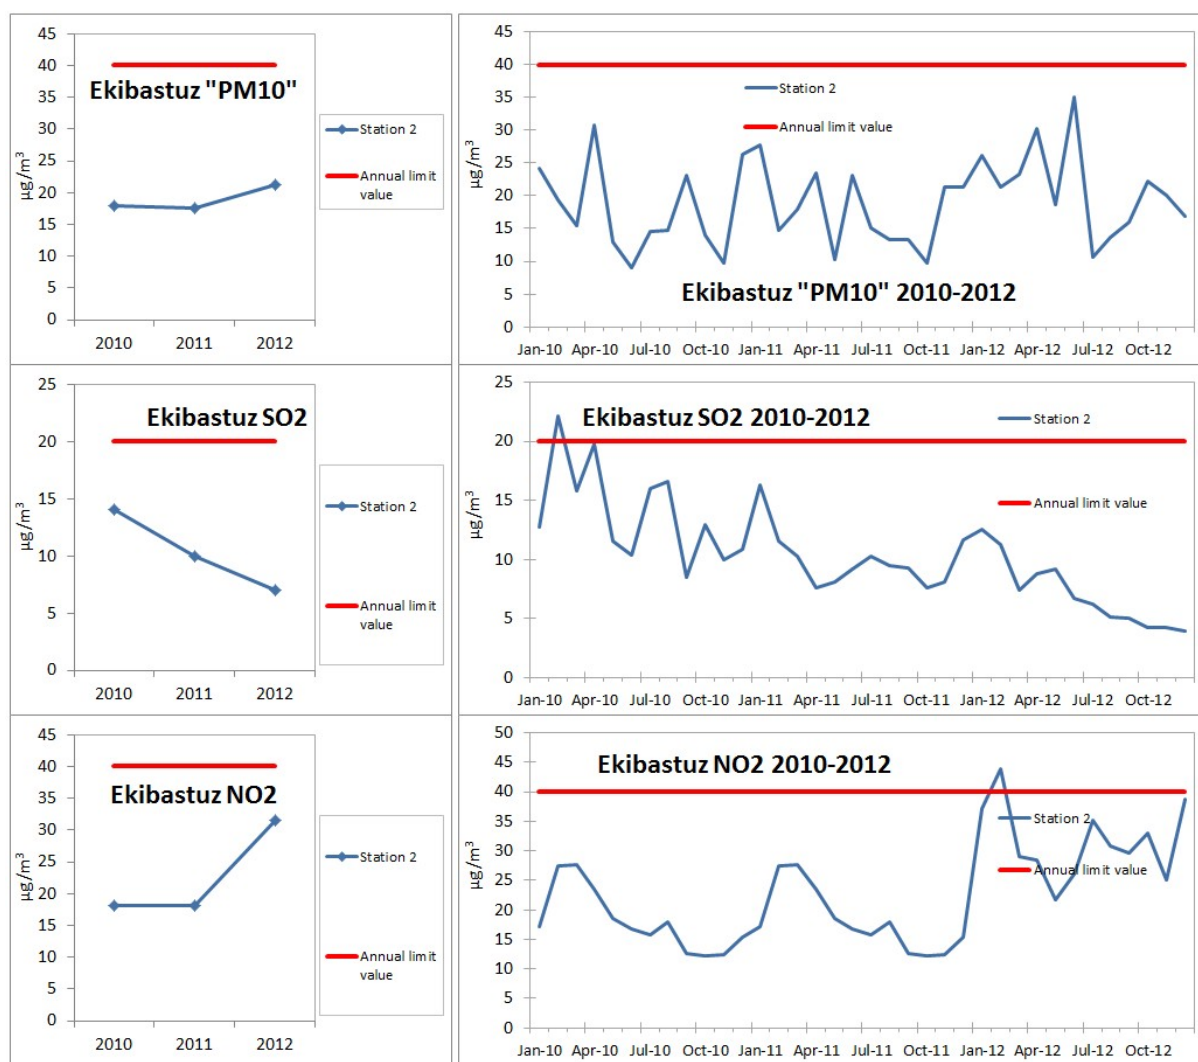 45
40
35
30
25
20
15
10
5
0
µg/m³
Ekibastuz "PM10"
Station 2
Annual limit
value
2010 2011 2012
45
40
35
30
25
20
15
10
5
0
µg/m³
Station 2
Annual limit value
Ekibastuz "PM10" 2010-2012
Jan-10 Apr-10 Jul-10 Oct-10 Jan-11 Apr-11 Jul-11 Oct-11 Jan-12 Apr-12 Jul-12 Oct-12
25
20
15
10
5
0
µg/m³
Ekibastuz SO2
Station 2
Annual limit
value
2010 2011 2012
25
20
15
10
5
0
µg/m³
Ekibastuz SO2 2010-2012
Station 2
Annual limit value
Jan-10 Apr-10 Jul-10 Oct-10 Jan-11 Apr-11 Jul-11 Oct-11 Jan-12 Apr-12 Jul-12 Oct-12
45
40
35
30
25
20
15
10
5
0
µg/m³
Ekibastuz NO2
Station 2
Annual limit
value
2010 2011 2012
50
45
40
35
30
25
20
15
10
5
0
µg/m³
Ekibastuz NO2 2010-2012
Station 2
Annual limit value
Jan-10 Apr-10 Jul-10 Oct-10 Jan-11 Apr-11 Jul-11 Oct-11 Jan-12 Apr-12 Jul-12 Oct-12